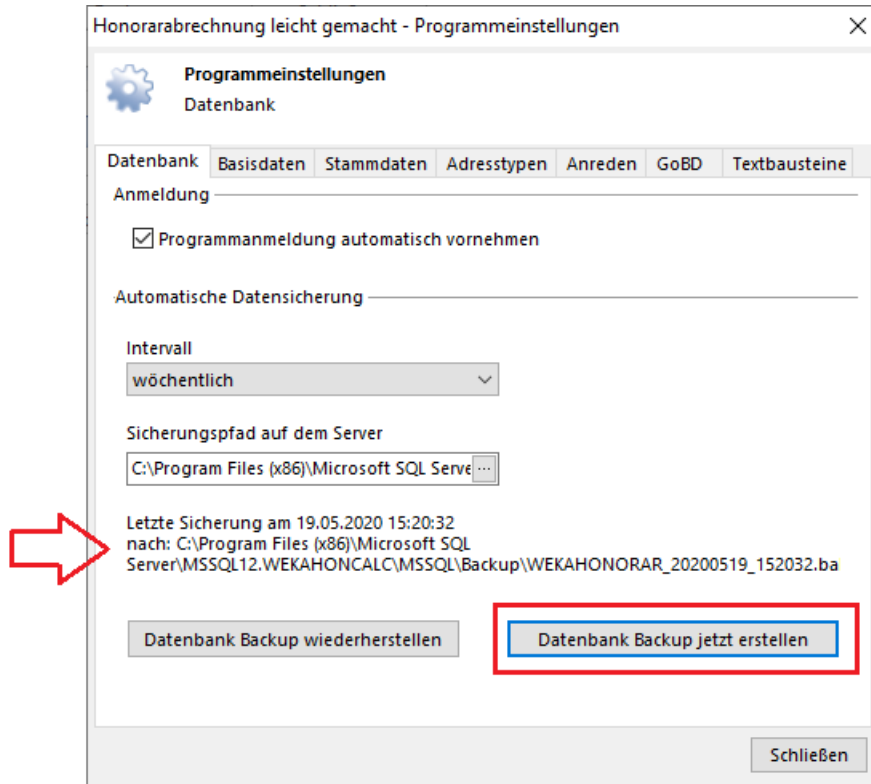 Honorarabrechnung leicht gemacht - Programmeinstellungen
Programmeinstellungen
Datenbank
Datenbank Basisdaten Stammdaten Adresstypen Anreden GoBD Textbausteine
Anmeldung
Programmanmeldung automatisch vornehmen
Automatische Datensicherung
Intervall
wöchentlich
Sicherungspfad auf dem Server
C:\Program Files (x86)\Microsoft SQL Serve ...
Letzte Sicherung am 19.05.2020 15:20:32
nach: C:\Program Files (x86)\Microsoft SQL
Server\MSSQL12.WEKAHONCALC\MSSQL\Backup\WEKAHONORAR_20200519_152032.ba
Datenbank Backup wiederherstellen Datenbank Backup jetzt erstellen
Schließen